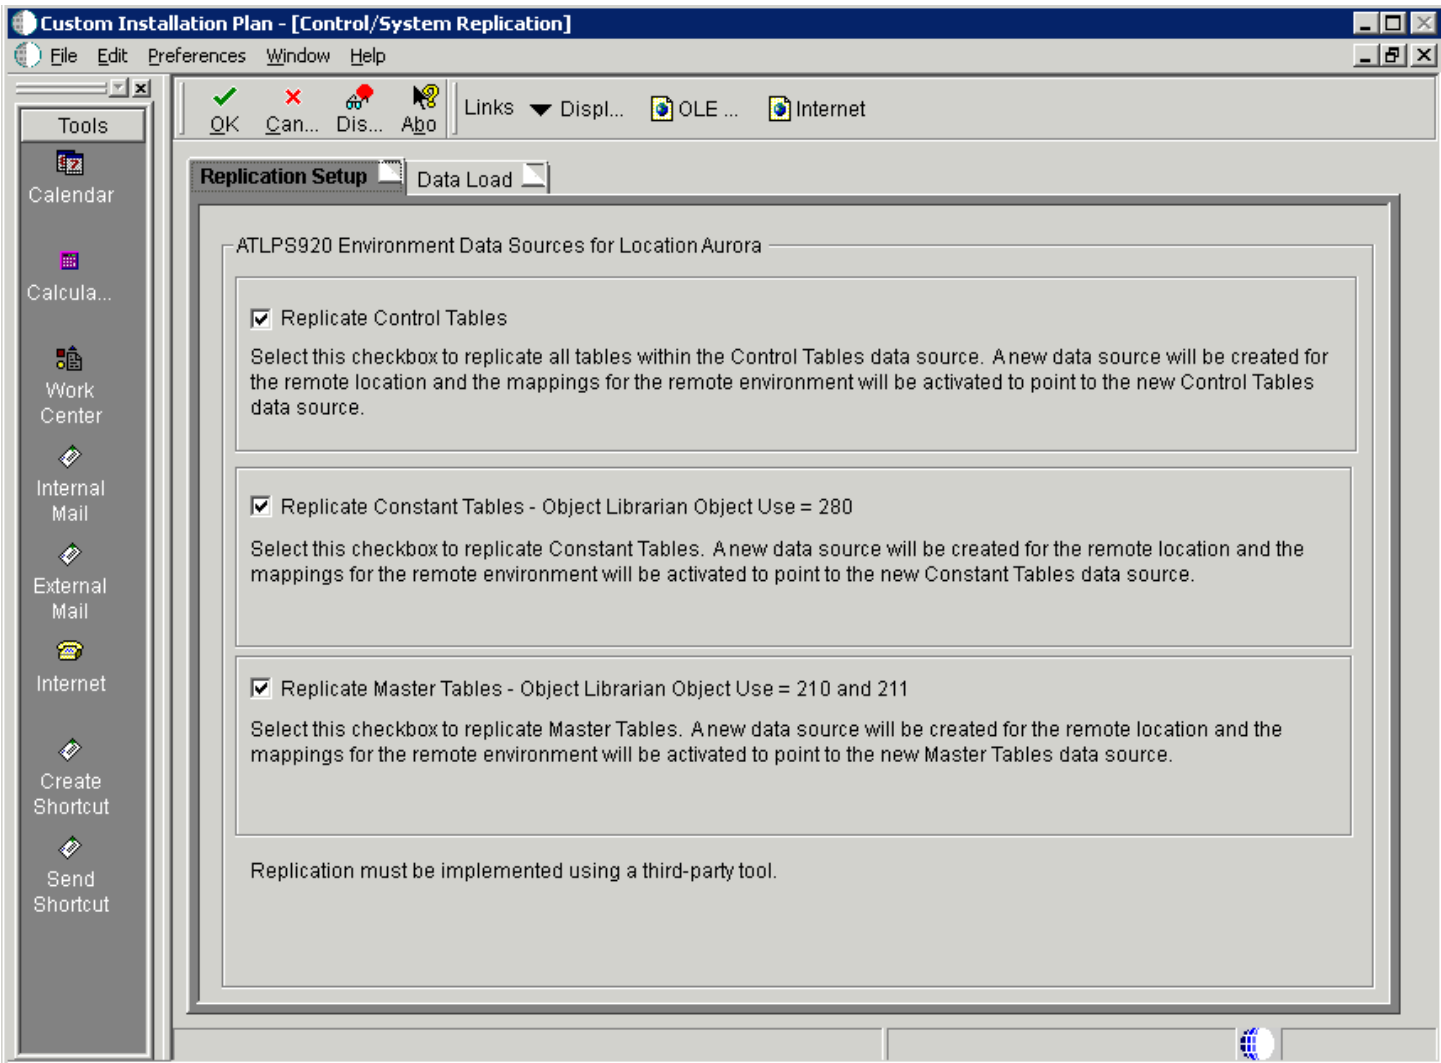 Custom Installation Plan - [Control/System Replication]
File Edit Preferences Window Help
Tools
Calendar
Calcula...
Work
Center
Internal
Mail
External
Mail
Internet
Create
Shortcut
Send
Shortcut
OK Can... Dis... Abo Links Displ... OLE ... Internet
Replication Setup Data Load
ATLPS920 Environment Data Sources for Location Aurora
Replicate Control Tables
Select this checkbox to replicate all tables within the Control Tables data source. A new data source will be created for
the remote location and the mappings for the remote environment will be activated to point to the new Control Tables
data source.
Replicate Constant Tables - Object Librarian Object Use = 280
Select this checkbox to replicate Constant Tables. A new data source will be created for the remote location and the
mappings for the remote environment will be activated to point to the new Constant Tables data source.
Replicate Master Tables - Object Librarian Object Use = 210 and 211
Select this checkbox to replicate Master Tables. A new data source will be created for the remote location and the
mappings for the remote environment will be activated to point to the new Master Tables data source.
Replication must be implemented using a third-party tool.